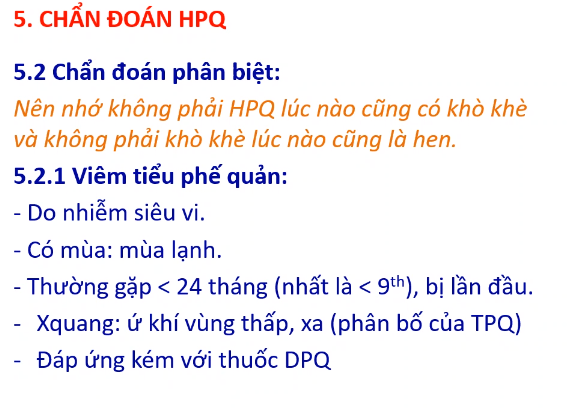 5. CHẨN ĐOÁN HPQ
5.2 Chẩn đoán phân biệt:
Nên nhớ không phải HPQ lúc nào cũng có khò khè
và không phải khò khè lúc nào cũng là hen.
5.2.1 Viêm tiểu phế quản:
- Do nhiễm siêu vi.
- Có mùa: mùa lạnh.
- Thường gặp < 24 tháng (nhất là < 9th), bị lần đầu.
- Xquang: ứ khí vùng thấp, xa (phân bố của TPQ)
- Đáp ứng kém với thuốc DPQ